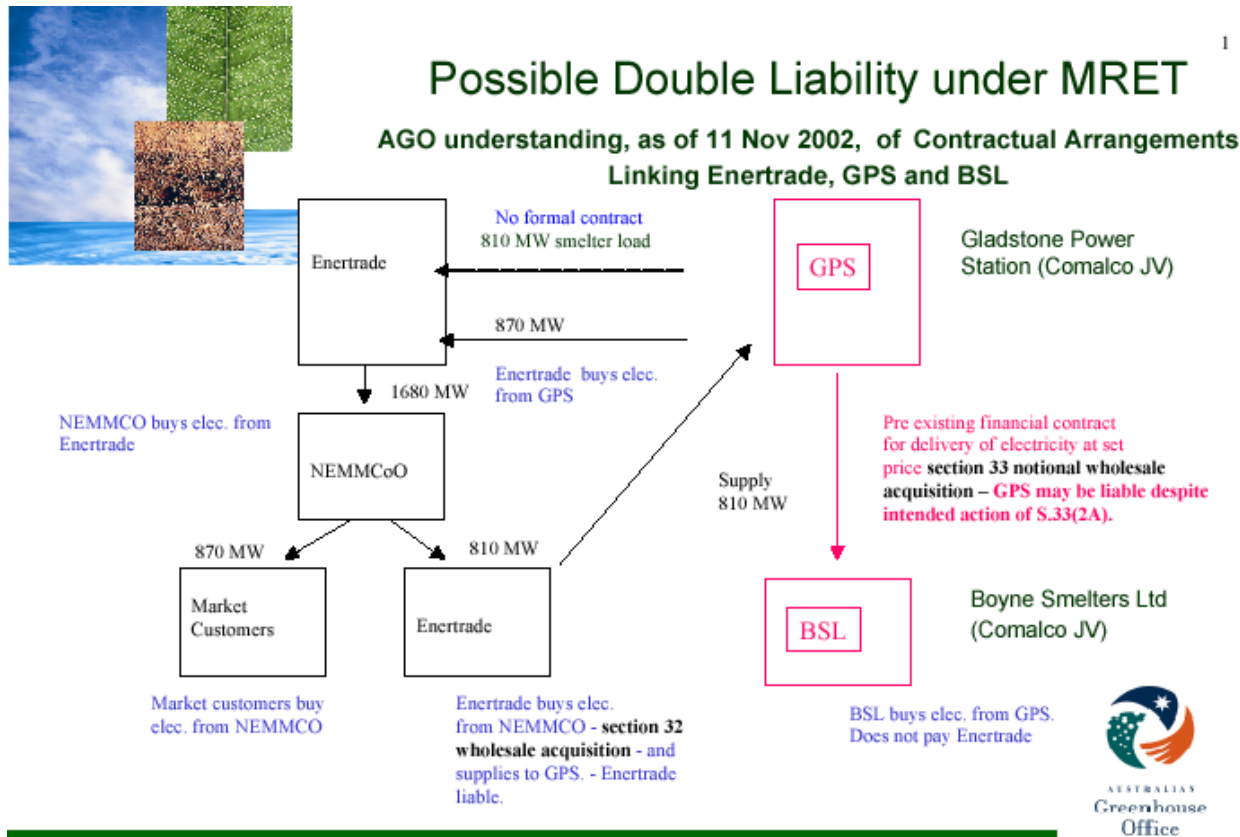 1
Possible Double Liability under MRET
AGO understanding, as of 11 Nov 2002, of Contractual Arrangements
Linking Enertrade, GPS and BSL
No formal contract
810 MW smelter load
Enertrade
GPS
Gladstone Power
Station (Comalco JV)
870 MW
Enertrade buys elec.
from GPS
1680 MW
NEMMCO buys elec. from
Enertrade
NEMMCoO
Supply
810 MW
Pre existing financial contract
for delivery of electricity at set
price section 33 notional wholesale
acquisition – GPS may be liable despite
intended action of S.33(2A).
870 MW
810 MW
Market
Customers
Enertrade
BSL
Boyne Smelters Ltd
(Comalco JV)
Market customers buy
elec. from NEMMCO
Enertrade buys elec.
from NEMMCO - section 32
wholesale acquisition - and
supplies to GPS. - Enertrade
liable.
BSL buys elec. from GPS.
Does not pay Enertrade
AUSTRALIAN
Greenhouse
Office